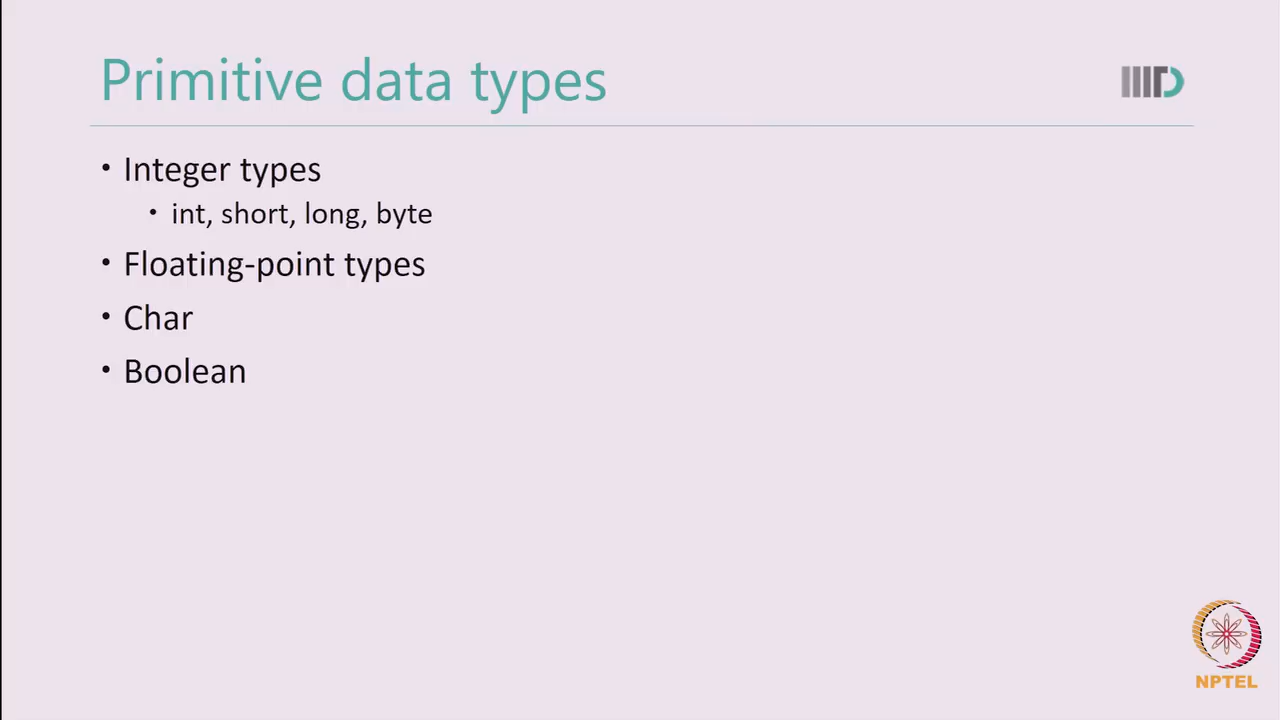 Primitive data types
• Integer types
• int, short, long, byte
• Floating-point types
• Char
• Boolean
NPTEL